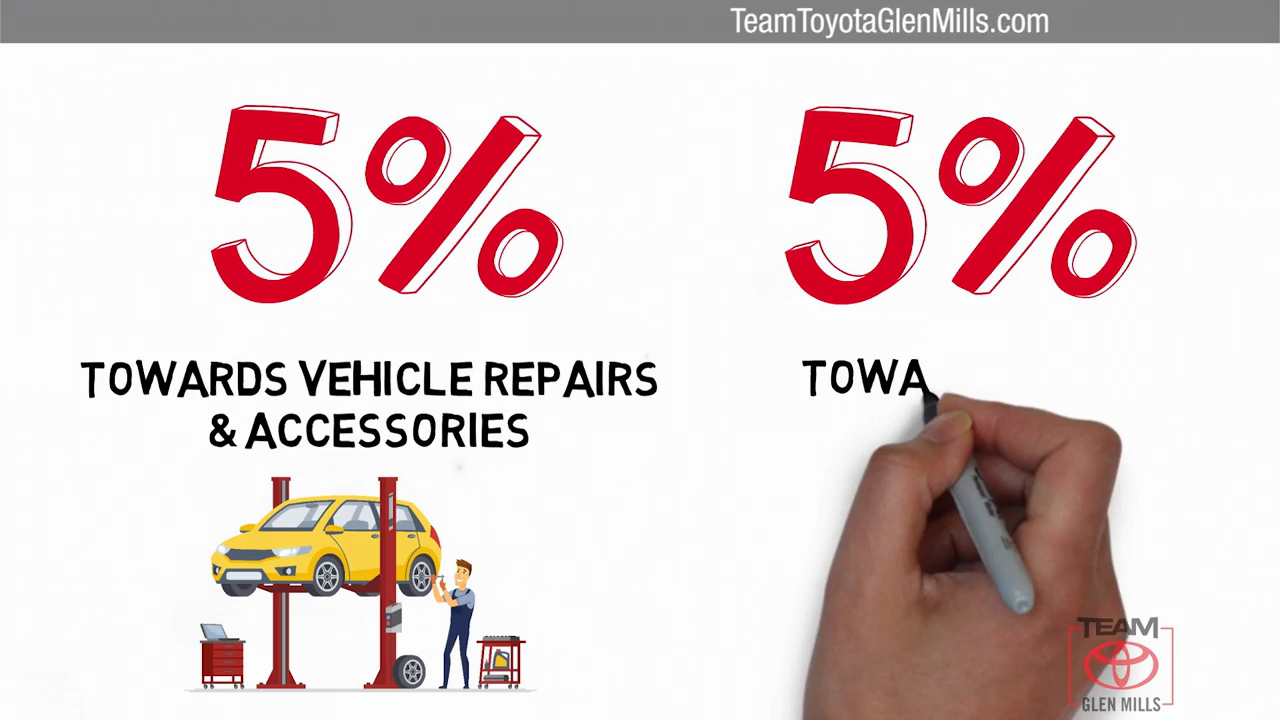 TeamToyotaGlenMills.com
5% 5%
TOWARDS VEHICLE REPAIRS
& ACCESSORIES
TOWA
TEAM
GLEN MILLS